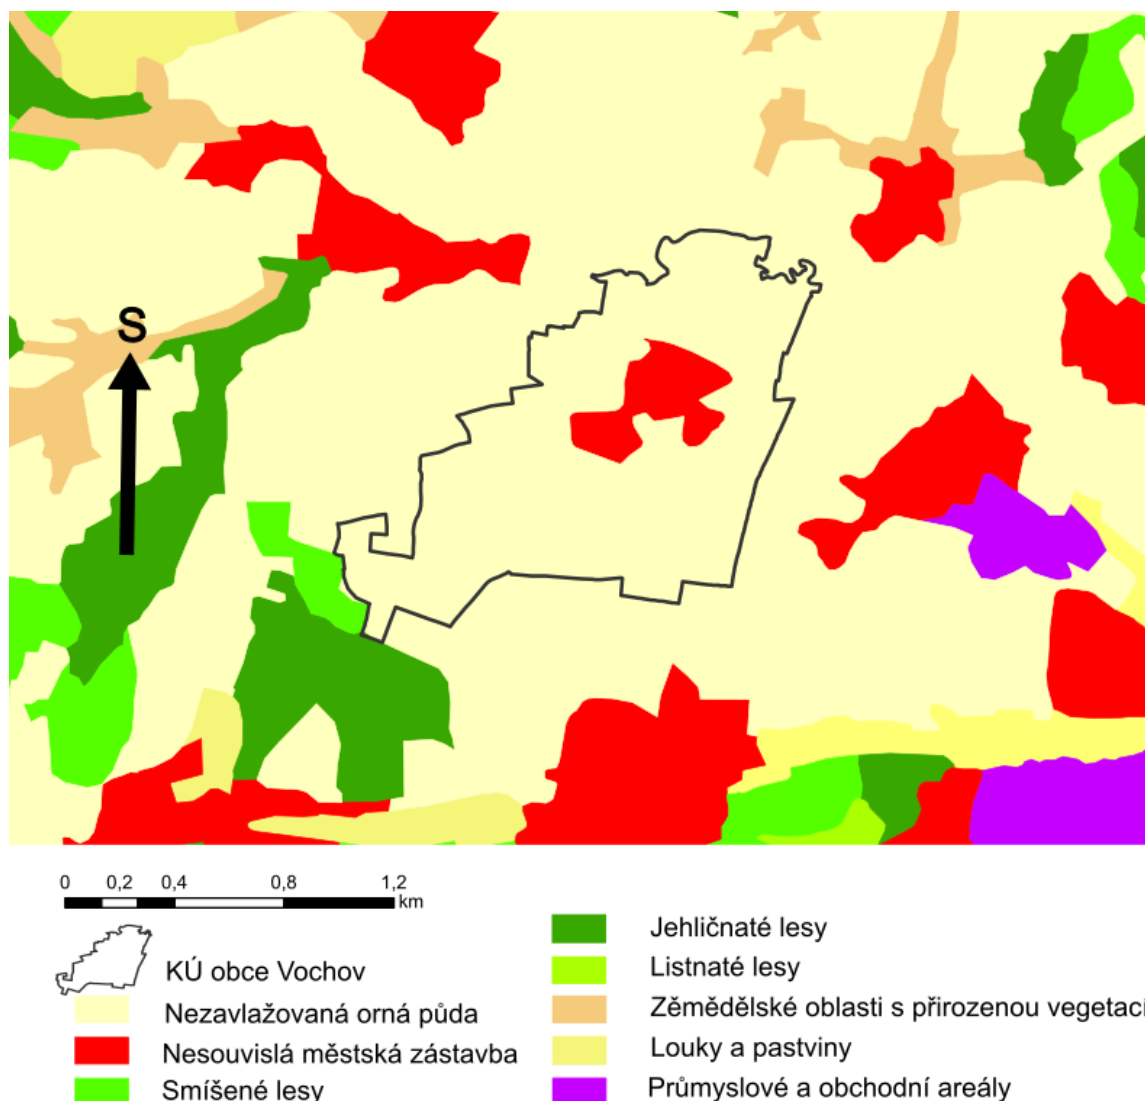 S
0 0,2 0,4 0,8 1,2
km
KÚ obce Vochov
Nezavlažovaná orná půda
Nesouvislá městská zástavba
Smíšené lesy
Jehličnaté lesy
Listnaté lesy
Zěmědělské oblasti s přirozenou vegetací
Louky a pastviny
Průmyslové a obchodní areály